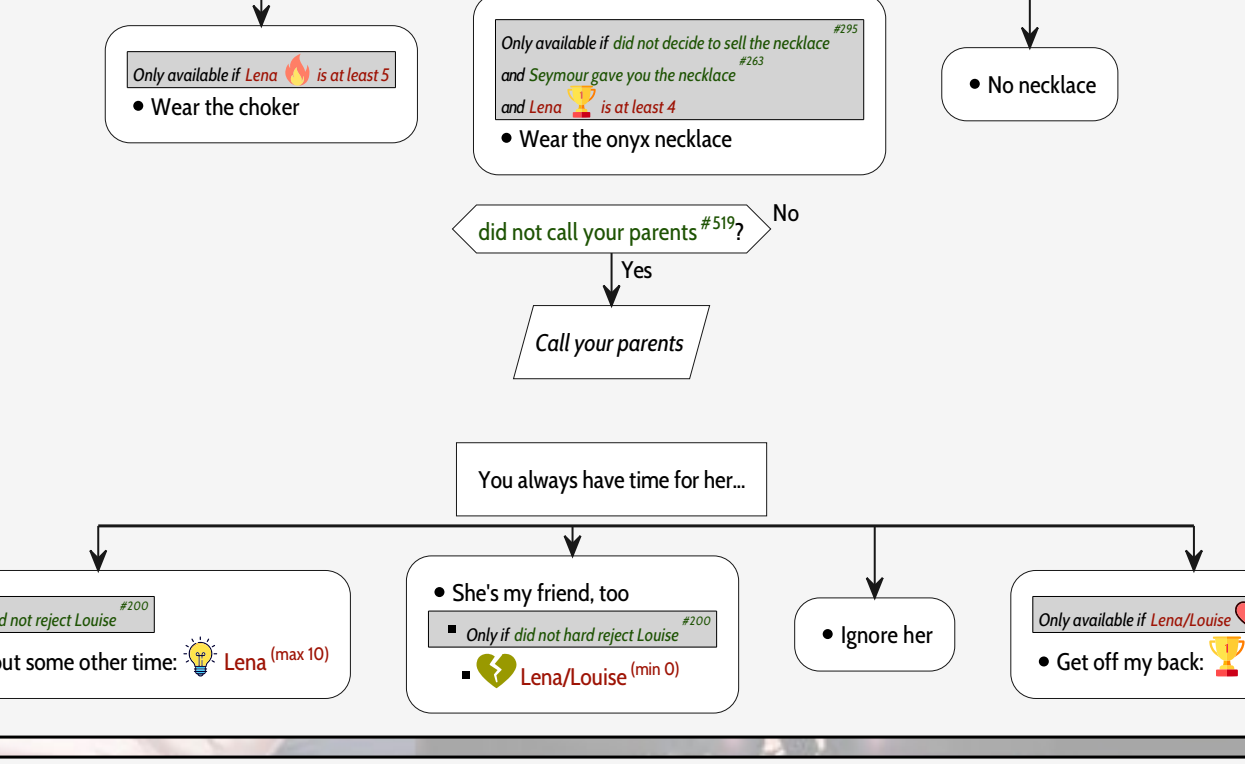 Only available if Lena is at least 5
• Wear the choker
Only available if did not decide to sell the necklace #295
and Seymour gave you the necklace #263
and Lena is at least 4
• Wear the onyx necklace
• No necklace
did not call your parents #519?
No
Yes
Call your parents
You always have time for her...
did not reject Louise #200
some other time: Lena (max 10)
• She's my friend, too
Only if did not hard reject Louise #200
Lena/Louise (min 0)
• Ignore her
Only available if Lena/Louise
• Get off my back: